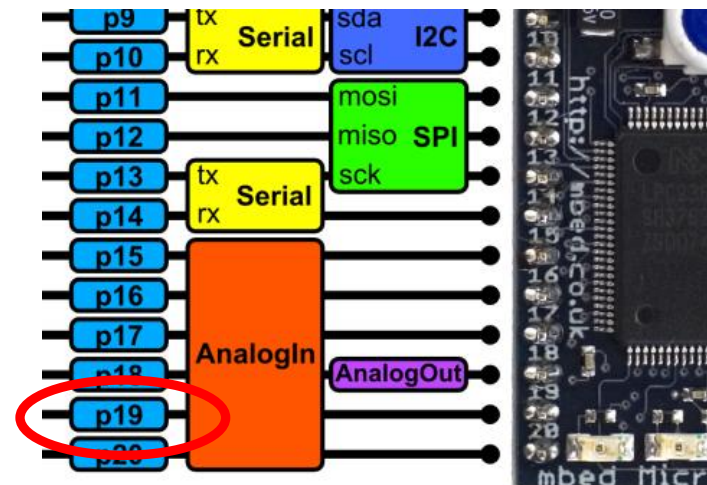 p9 tx Serial sda I2C
p10 rx scl
p11 mosi
p12 miso SPI
p13 tx Serial sck
p14 rx
p15
p16
p17
AnalogIn
p18 AnalogOut
p19
p20
10
11
12
13
14
15
16
17
18
19
20
http://mbed.co.uk
mbed Micr